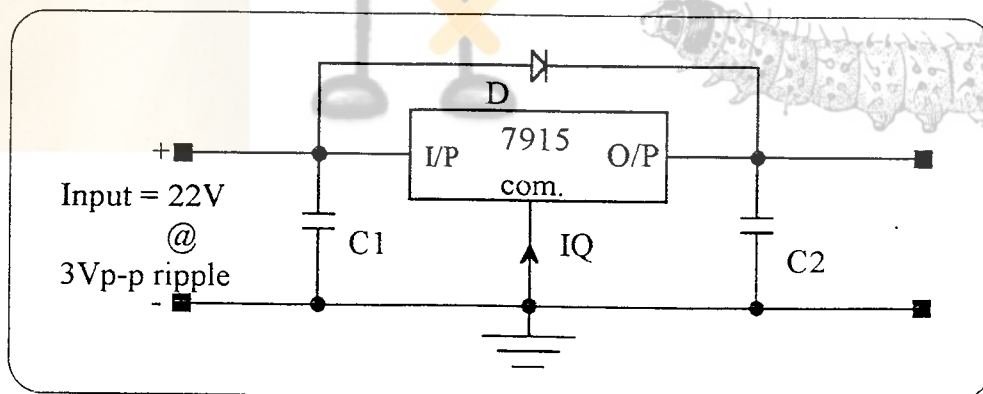 D
7915
I/P
O/P
com.
+
Input = 22V
@
3Vp-p ripple
-
C1
IQ
C2